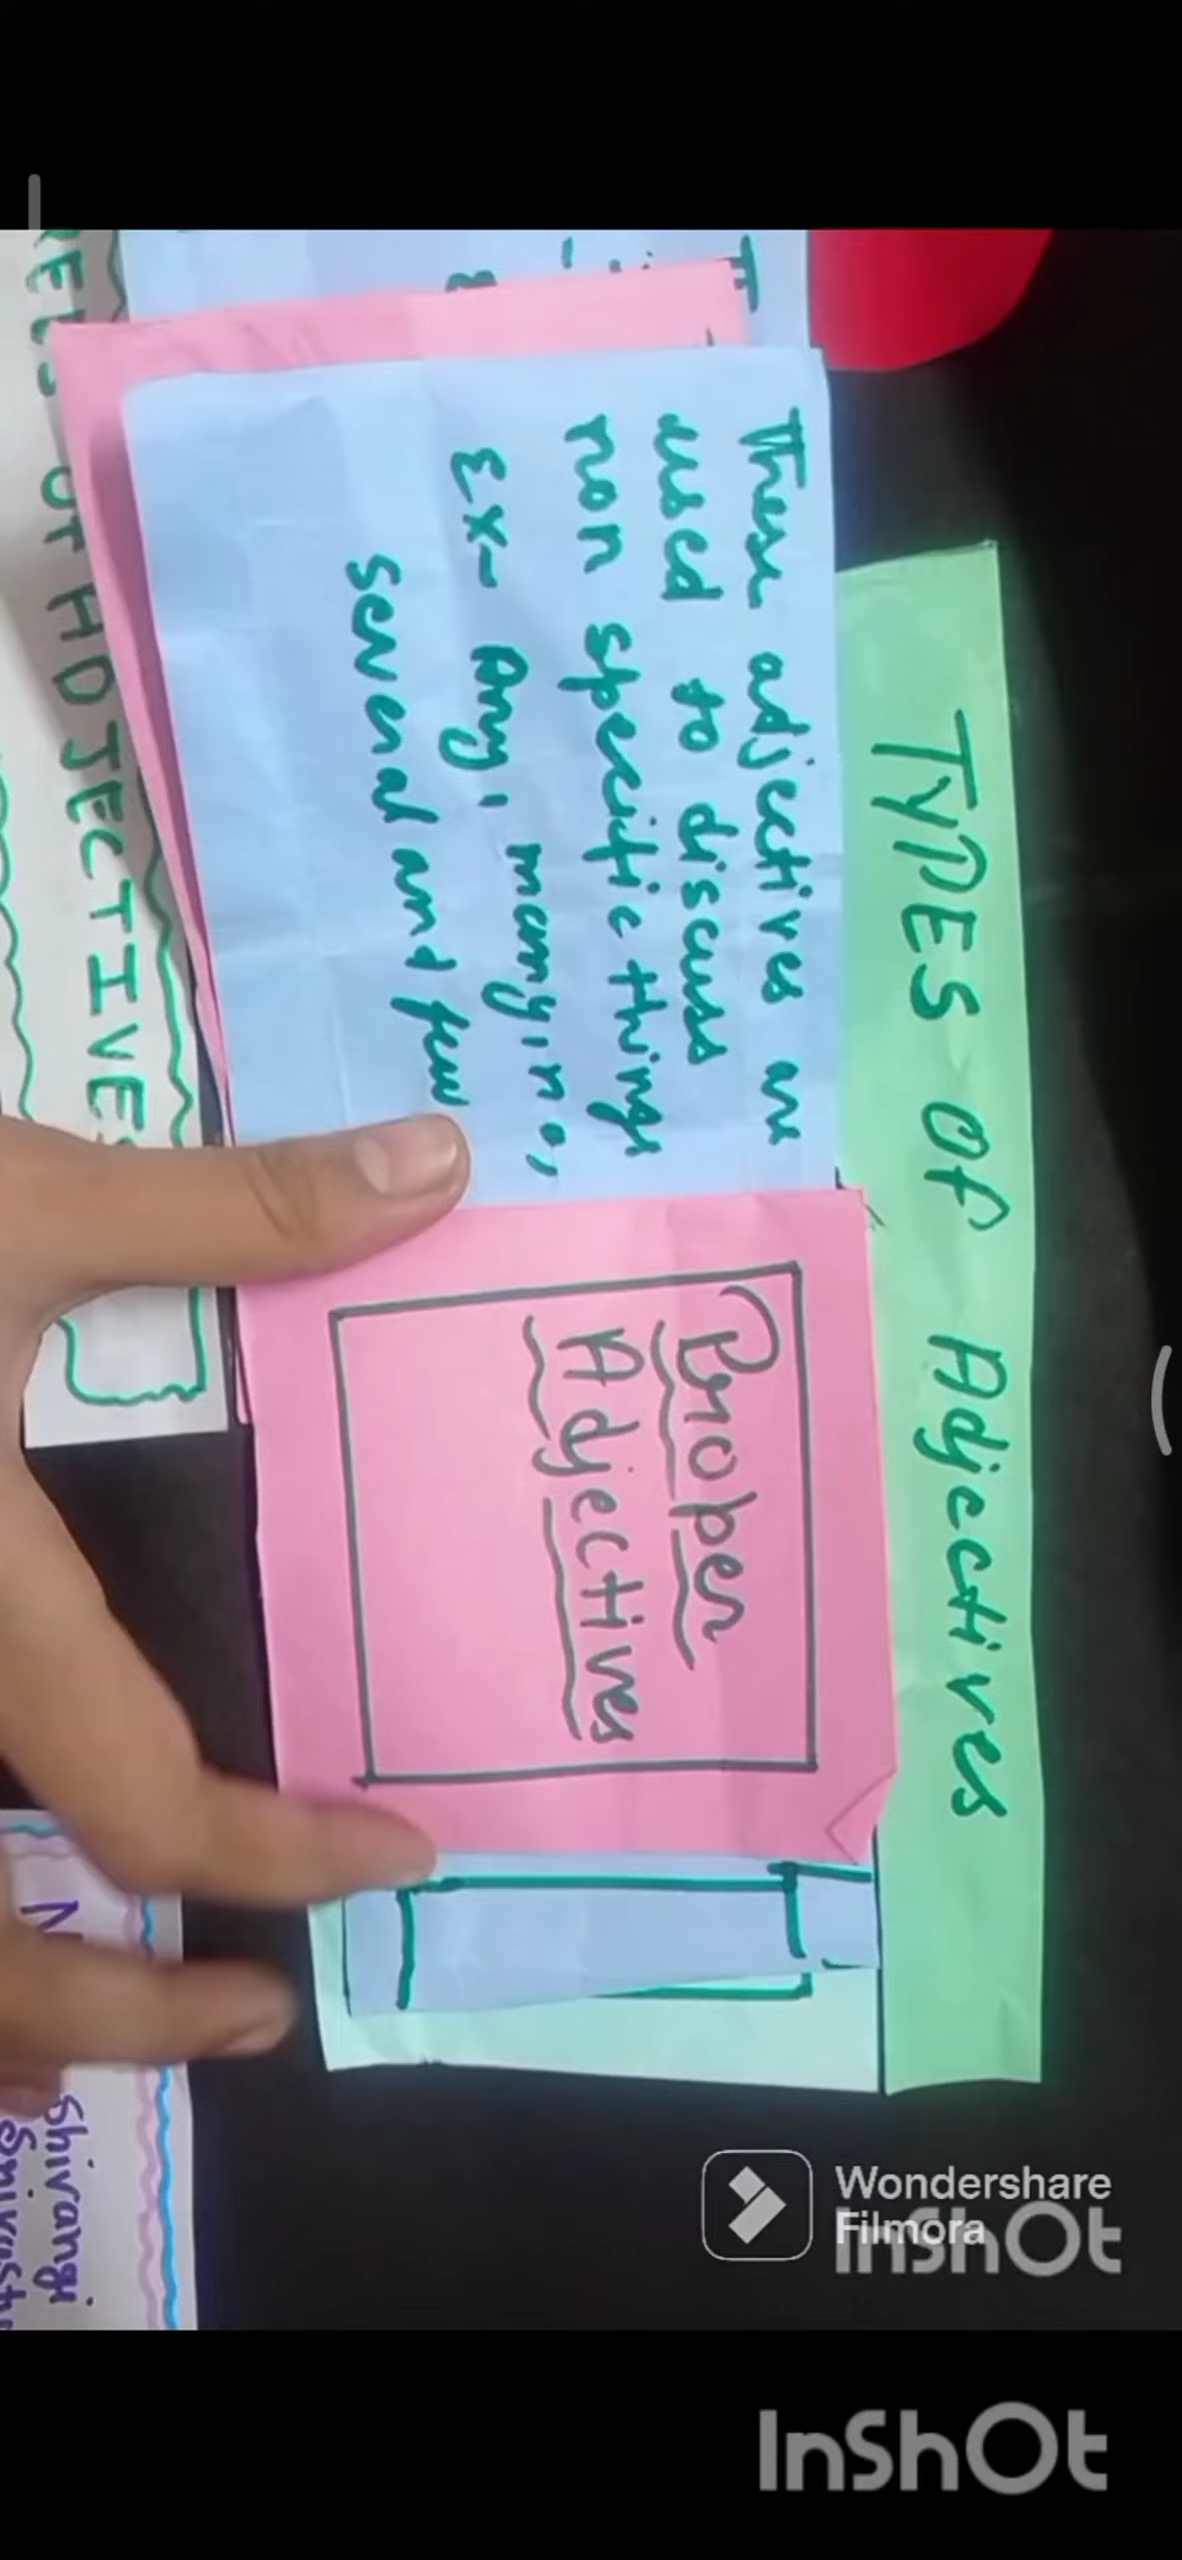 TYPES OF Adjectives
These adjectives are
used to discuss
non specific things
Ex- Any, many, no,
several and few
Proper
Adjectives
OF ADJECTIVES
Shivangi
Wondershare
Filmora
InShOt
InShOt